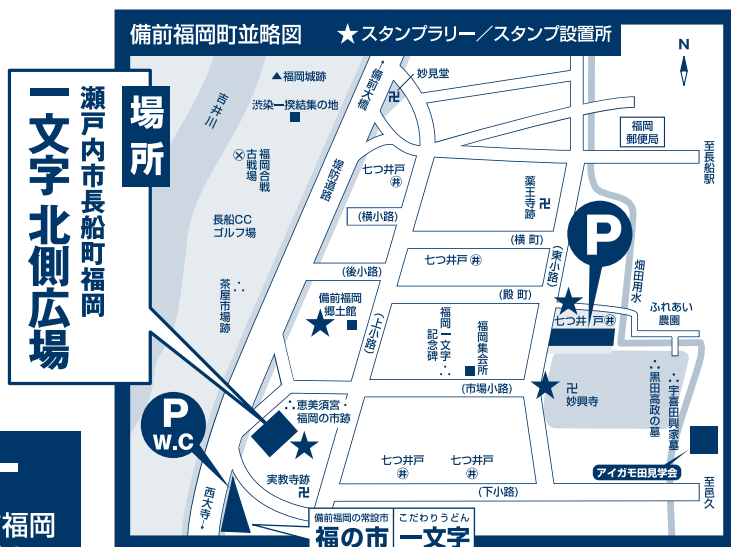 備前福岡町並略図
★スタンプラリー／スタンプ設置所
N
場所
瀬戸内市長船町福岡
一文字 北側広場
▲福岡城跡
渋染一揆結集の地
吉井川
福岡合戦
古戦場
長船CC
ゴルフ場
茶屋市場跡
←備前大橋
堤防道路
卍
妙見堂
七つ井戸
井
(横小路)
(後小路)
備前福岡
郷土館
(上小路)
薬王寺跡
卍
(横町)
七つ井戸 井
(殿町)
(東小路)
福岡
郵便局
至長船駅
P
畑田用水
ふれあい
農園
七つ井戸井
福岡一文字
記念碑
福岡集会所
(市場小路)
卍
妙興寺
黒田高政の墓
宇喜田興家墓
アイガモ田見学会
至邑久
P
W.C
恵美須宮・
福岡の市跡
実教寺跡
卍
七つ井戸
井
七つ井戸
井
(下小路)
西大寺→
備前福岡の常設市
福の市
こだわりうどん
一文字
福岡